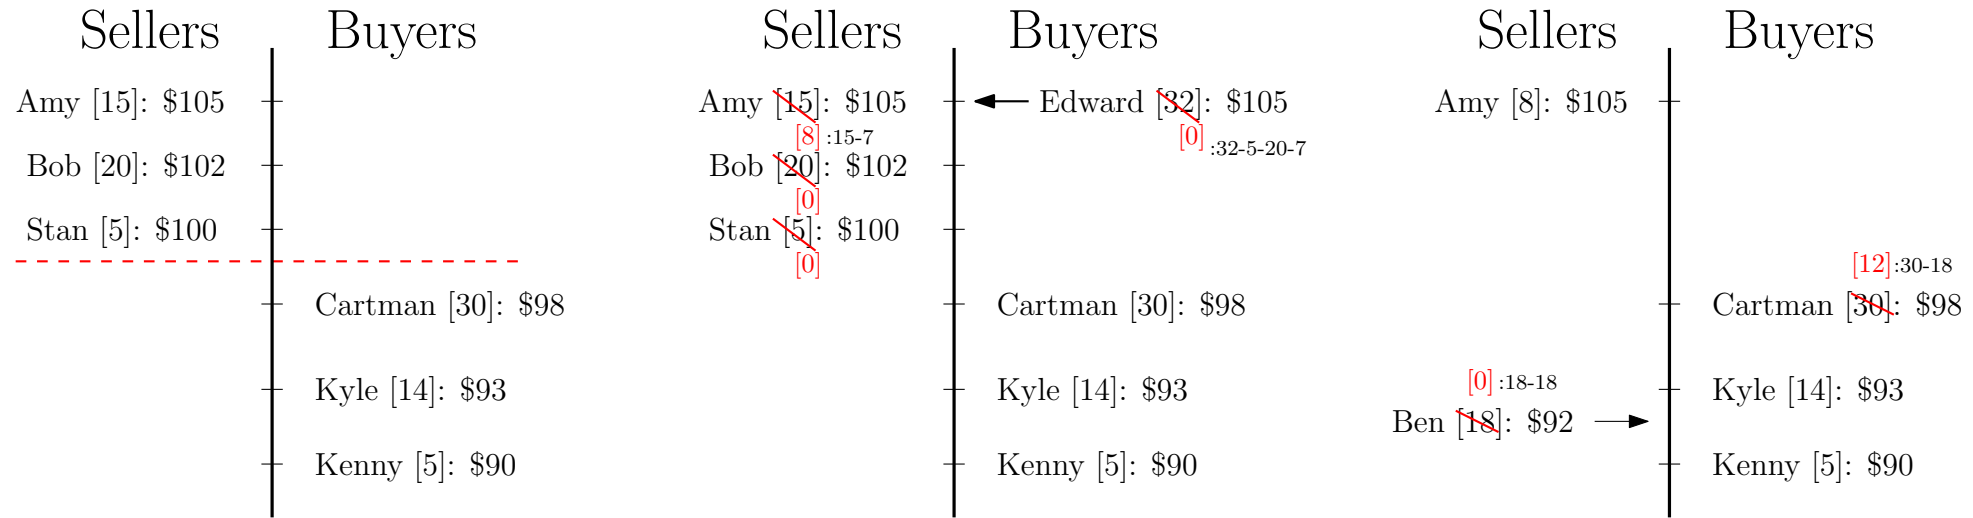 Sellers Buyers
Amy [15]: $105
Bob [20]: $102
Stan [5]: $100
Cartman [30]: $98
Kyle [14]: $93
Kenny [5]: $90
Sellers Buyers
Amy [15]: $105
[8] :15-7
Edward [32]: $105
[0] :32-5-20-7
Bob [20]: $102
[0]
Stan [5]: $100
[0]
Cartman [30]: $98
Kyle [14]: $93
Kenny [5]: $90
Sellers Buyers
Amy [8]: $105
[12] :30-18
Cartman [30]: $98
[0] :18-18
Kyle [14]: $93
Ben [18]: $92
Kenny [5]: $90